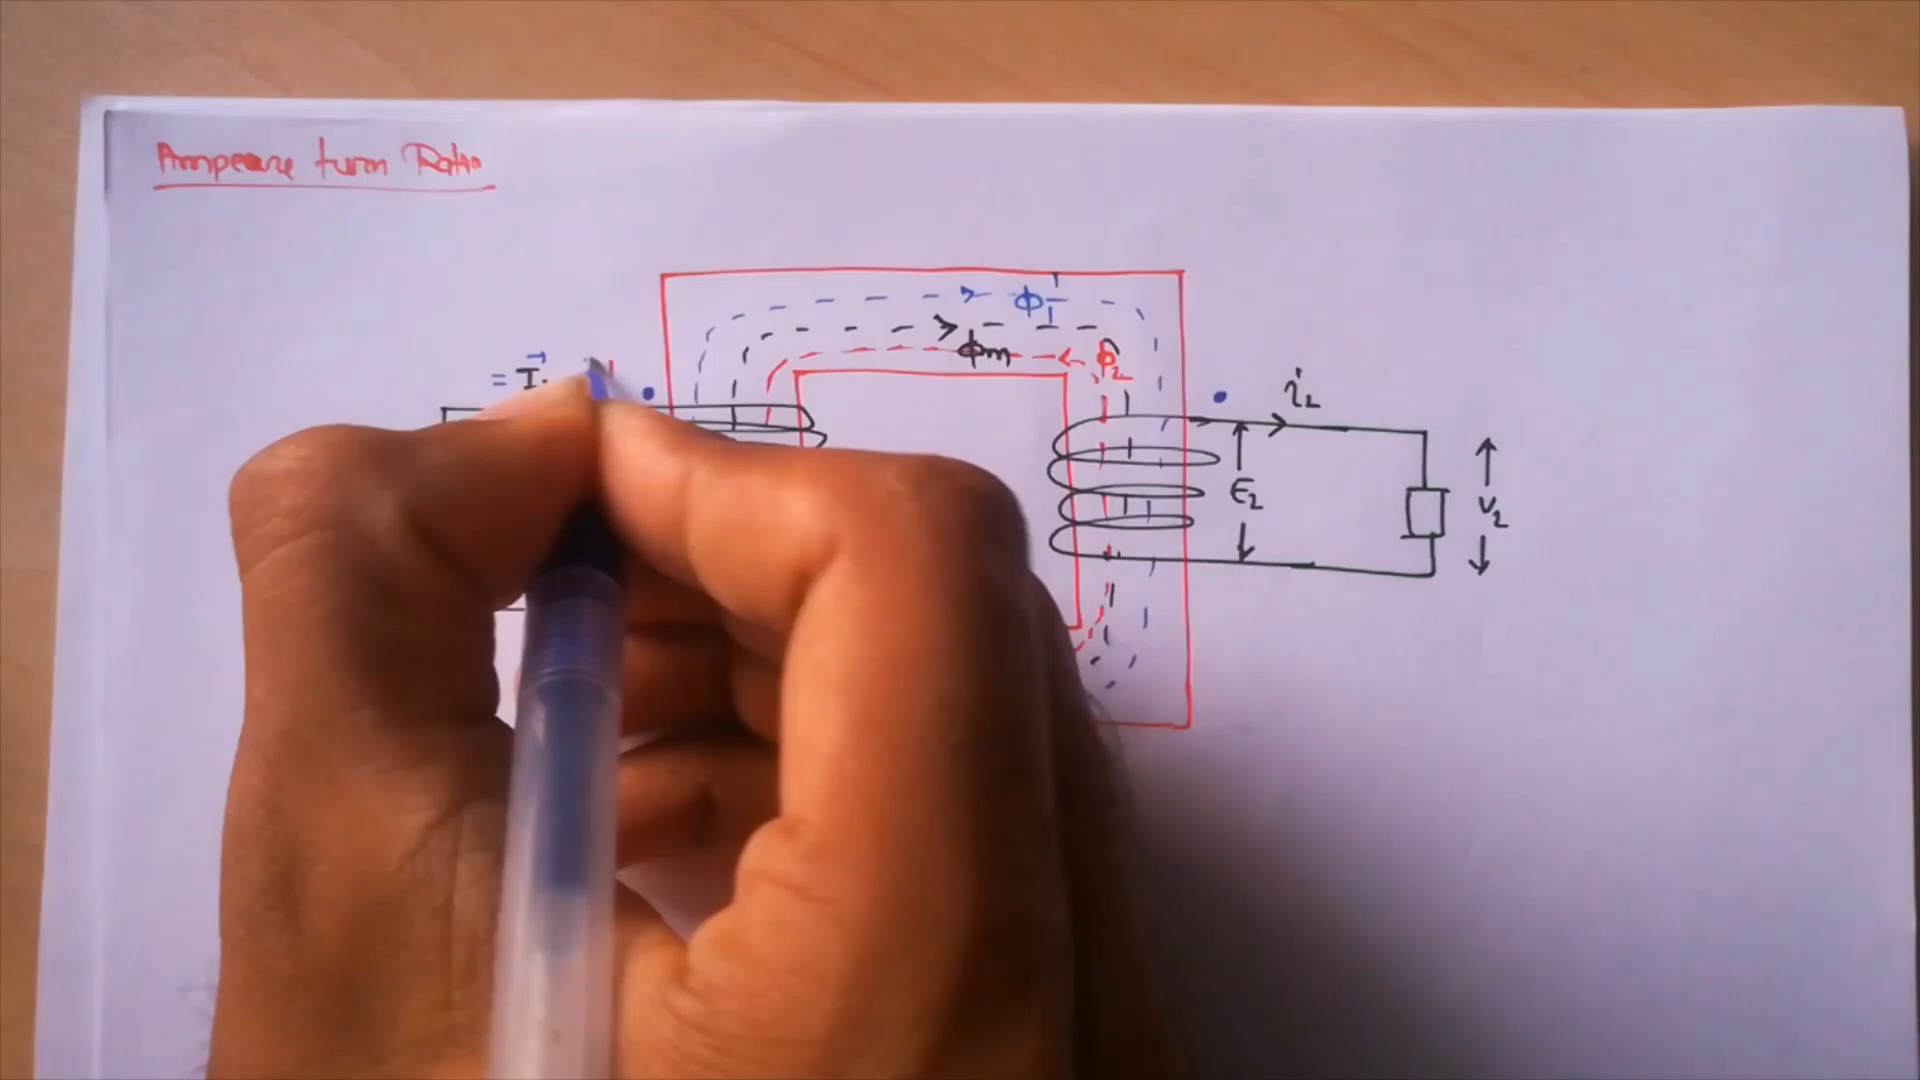 Ampeare turn Ratio
Φ1'
Φm
Φ2
= I
i2
E2
V2